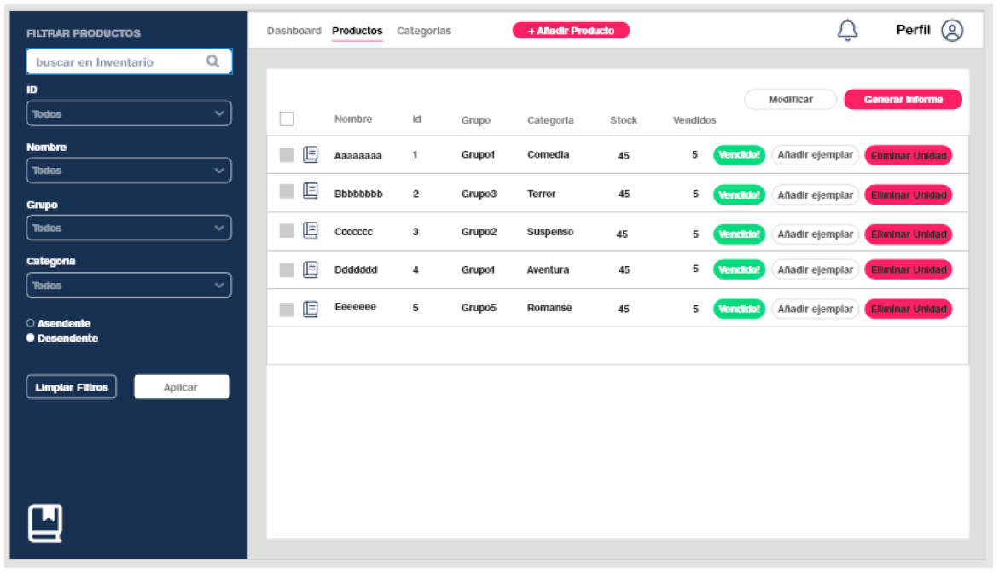 FILTRAR PRODUCTOS
buscar en Inventario
ID
Todos
Nombre
Todos
Grupo
Todos
Categoria
Todos
Asendente
Desendente
Limpiar Filtros Aplicar
Dashboard Productos Categorias + Añadir Producto Perfil
Modificar Generar Informe
Nombre Id Grupo Categoria Stock Vendidos
Aaaaaaaa 1 Grupo1 Comedia 45 5 Vendido! Añadir ejemplar Eliminar Unidad
Bbbbbbbb 2 Grupo3 Terror 45 5 Vendido! Añadir ejemplar Eliminar Unidad
Ccccccc 3 Grupo2 Suspenso 45 5 Vendido! Añadir ejemplar Eliminar Unidad
Ddddddd 4 Grupo1 Aventura 45 5 Vendido! Añadir ejemplar Eliminar Unidad
Eeeeeee 5 Grupo5 Romanse 45 5 Vendido! Añadir ejemplar Eliminar Unidad